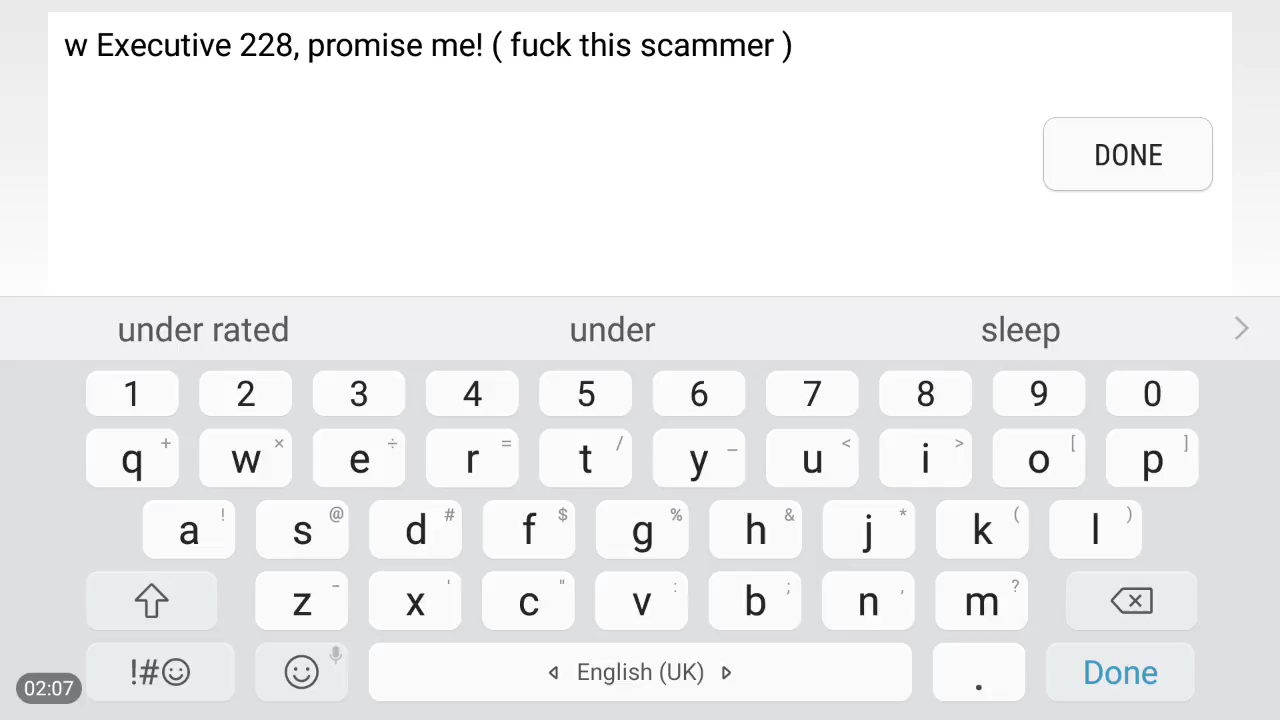 w Executive 228, promise me! ( fuck this scammer )
DONE
under rated under sleep
1 2 3 4 5 6 7 8 9 0
q + w × e ÷ r = t / y _ u < i > o [ p ]
a ! s @ d # f $ g % h & j * k ( l )
z - x ' c " v : b ; n , m ?
!#☺ English (UK) . Done
02:07